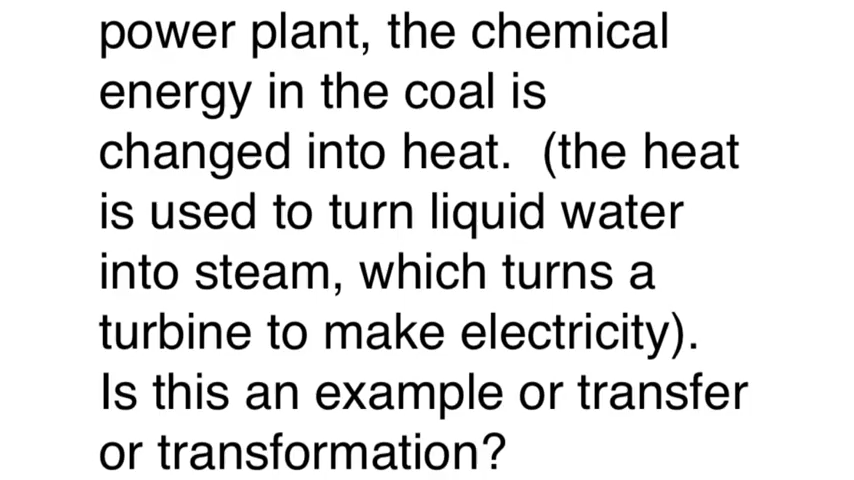 power plant, the chemical
energy in the coal is
changed into heat.  (the heat
is used to turn liquid water
into steam, which turns a
turbine to make electricity).
Is this an example or transfer
or transformation?